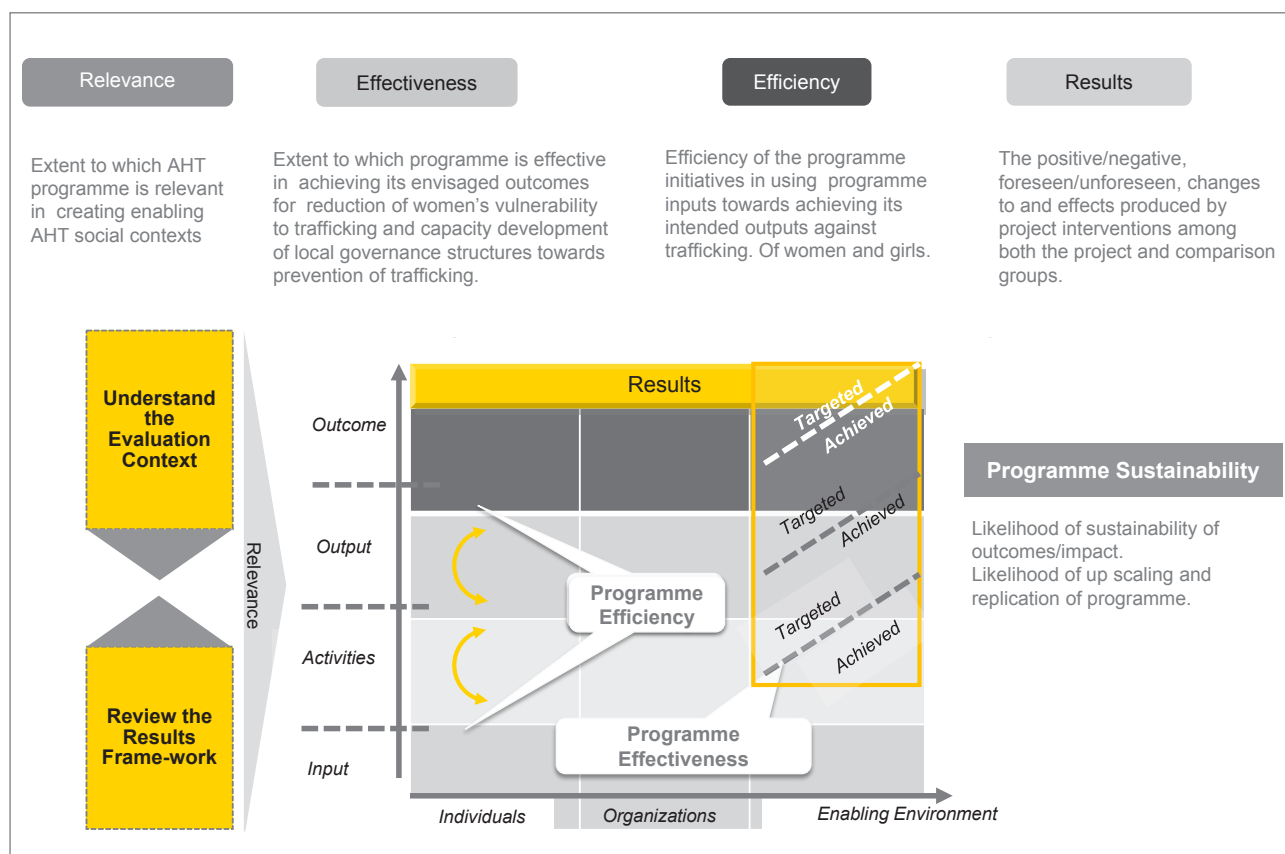 Relevance
Effectiveness
Efficiency
Results
Extent to which AHT
programme is relevant
in creating enabling
AHT social contexts
Extent to which programme is effective
in achieving its envisaged outcomes
for reduction of women's vulnerability
to trafficking and capacity development
of local governance structures towards
prevention of trafficking.
Efficiency of the programme
initiatives in using programme
inputs towards achieving its
intended outputs against
trafficking. Of women and girls.
The positive/negative,
foreseen/unforeseen, changes
to and effects produced by
project interventions among
both the project and comparison
groups.
Understand
the
Evaluation
Context
Review the
Results
Frame-work
Relevance
Outcome
Output
Activities
Input
Results
Targeted
Achieved
Targeted
Achieved
Targeted
Achieved
Programme
Efficiency
Programme
Effectiveness
Individuals
Organizations
Enabling Environment
Programme Sustainability
Likelihood of sustainability of
outcomes/impact.
Likelihood of up scaling and
replication of programme.